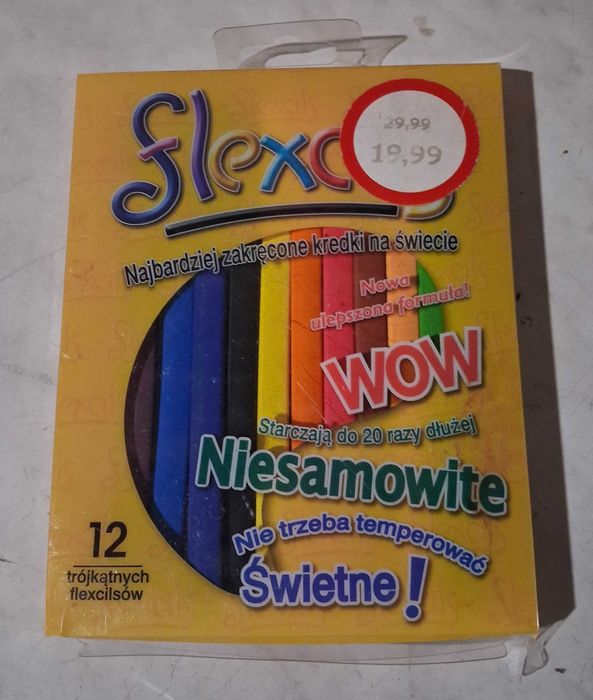 flexc
29,99
19,99
Najbardziej zakręcone kredki na świecie
Nowa
ulepszona formuła!
WOW
Starczają do 20 razy dłużej
Niesamowite
Nie trzeba temperować
Świetne!
12
trójkątnych
flexcilsów